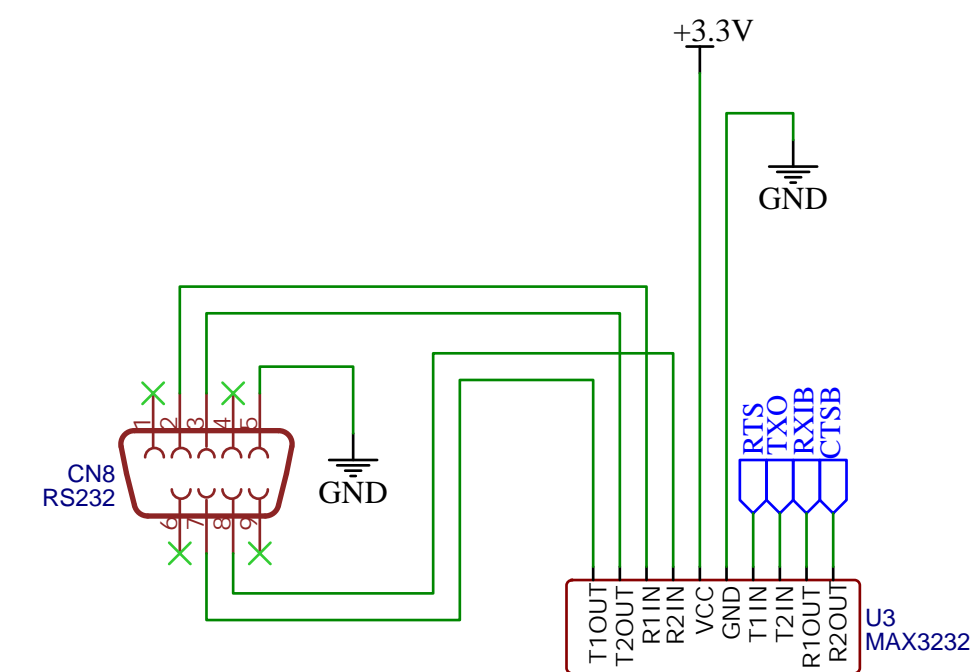 +3.3V
GND
1
2
3
4
5
CN8
RS232
GND
6
7
8
9
RTS
TXO
RXIB
CTSB
T1OUT
T2OUT
R1IN
R2IN
VCC
GND
T1IN
T2IN
R1OUT
R2OUT
U3
MAX3232